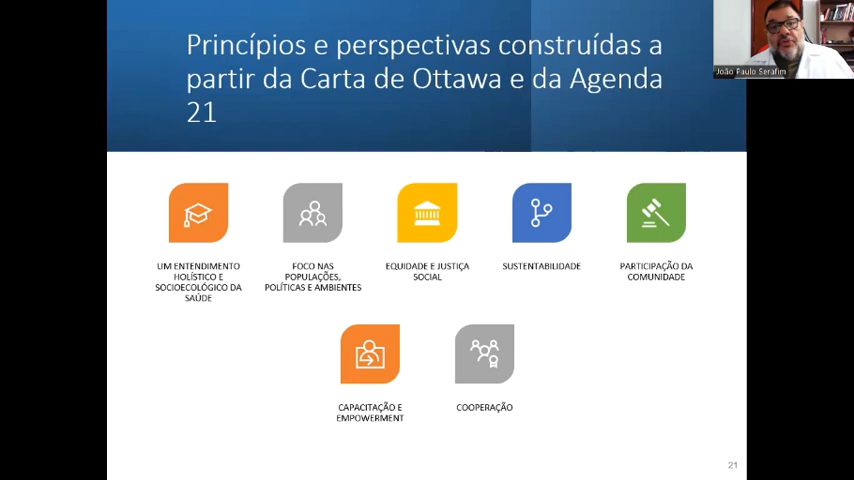 Princípios e perspectivas construídas a
partir da Carta de Ottawa e da Agenda
21
João Paulo Serafim
UM ENTENDIMENTO
HOLÍSTICO E
SOCIOECOLÓGICO DA
SAÚDE
FOCO NAS
POPULAÇÕES,
POLÍTICAS E AMBIENTES
EQUIDADE E JUSTIÇA
SOCIAL
SUSTENTABILIDADE
PARTICIPAÇÃO DA
COMUNIDADE
CAPACITAÇÃO E
EMPOWERMENT
COOPERAÇÃO
21